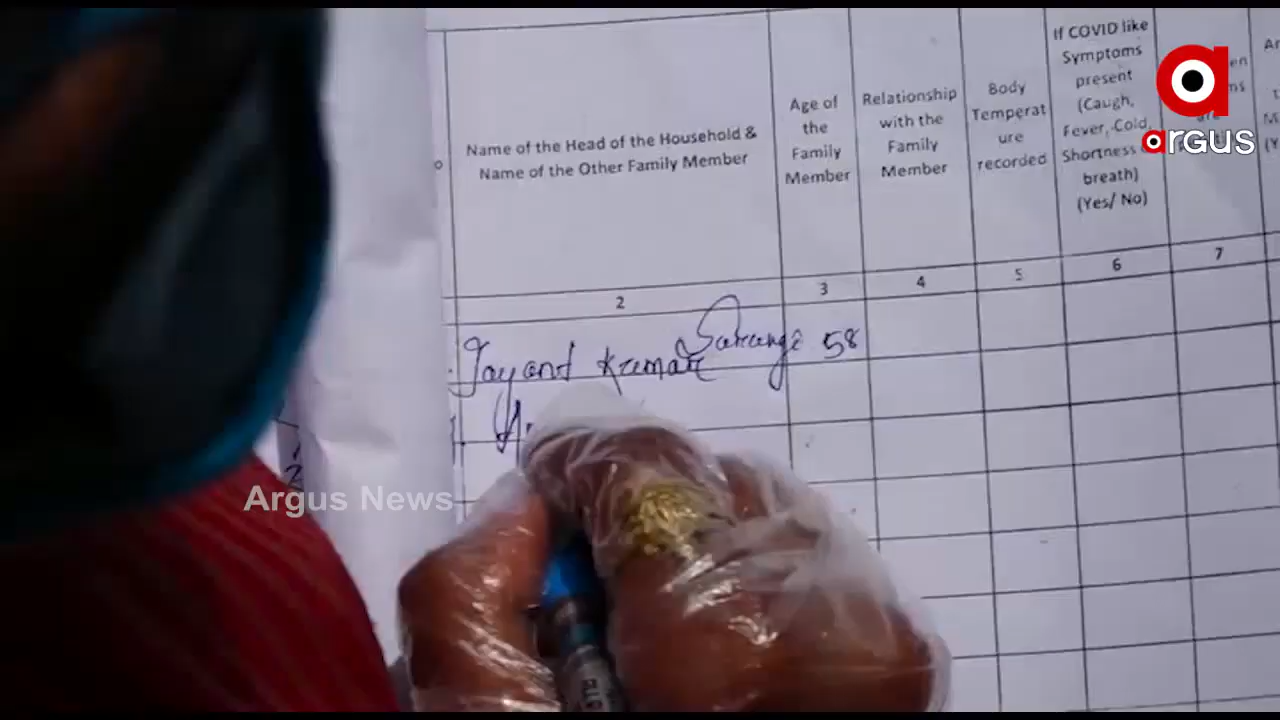 Name of the Head of the Household &
Name of the Other Family Member
Age of
the
Family
Member
Relationship
with the
Family
Member
Body
Temperat
ure
recorded
If COVID like
Symptoms
present
(Caugh,
Fever, Cold,
Shortness
breath)
(Yes/ No)
argus
2 3 4 5 6 7
Jayant Kumar Sarangi 58
Argus News